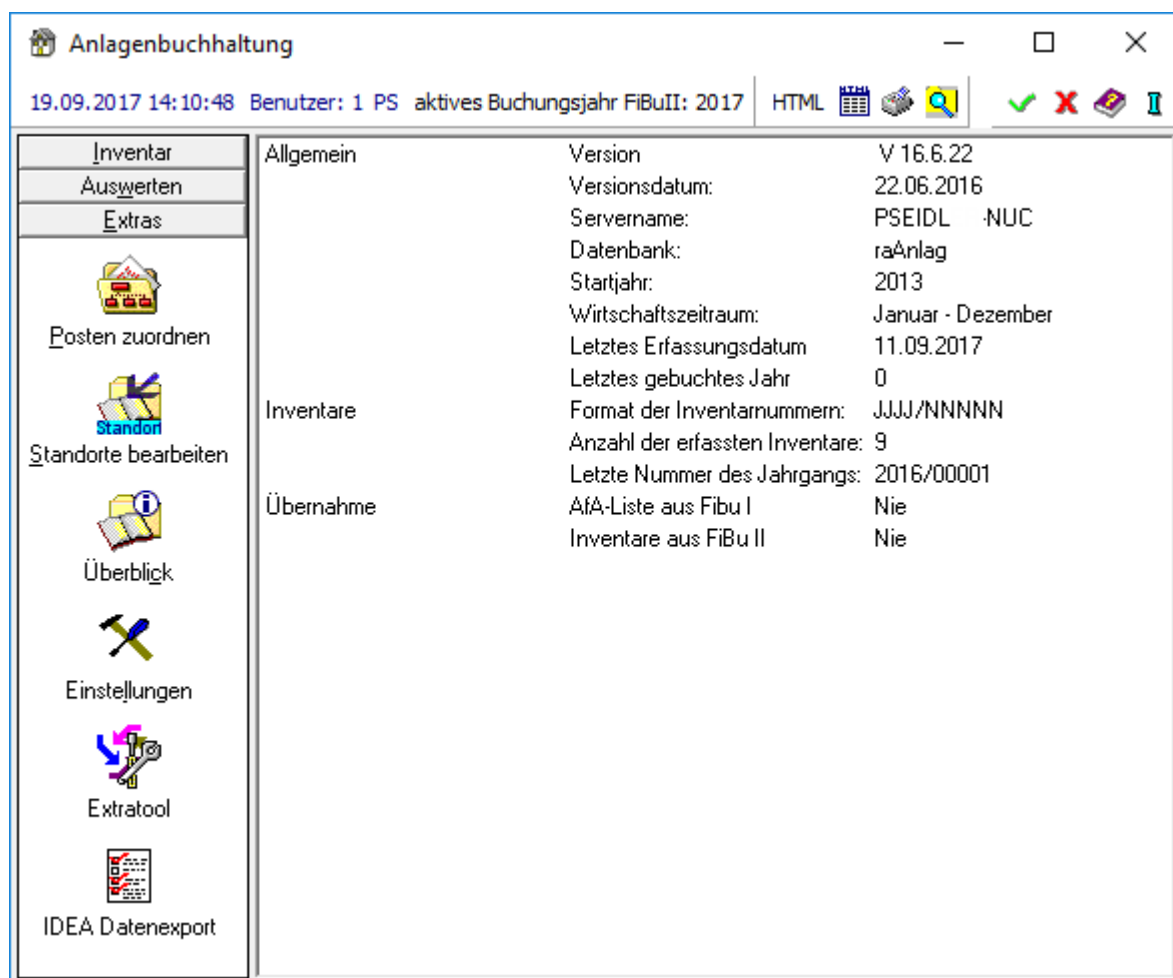 Anlagenbuchhaltung
19.09.2017 14:10:48 Benutzer: 1 PS aktives Buchungsjahr FiBuII: 2017 HTML
Inventar
Auswerten
Extras
Posten zuordnen
Standort
Standorte bearbeiten
Überblick
Einstellungen
Extratool
IDEA Datenexport
Allgemein Version V 16.6.22
Versionsdatum: 22.06.2016
Servername: PSEIDL -NUC
Datenbank: raAnlag
Startjahr: 2013
Wirtschaftszeitraum: Januar - Dezember
Letztes Erfassungsdatum 11.09.2017
Letztes gebuchtes Jahr 0
Inventare Format der Inventarnummern: JJJJ/NNNNN
Anzahl der erfassten Inventare: 9
Letzte Nummer des Jahrgangs: 2016/00001
Übernahme AfA-Liste aus Fibu I Nie
Inventare aus FiBu II Nie